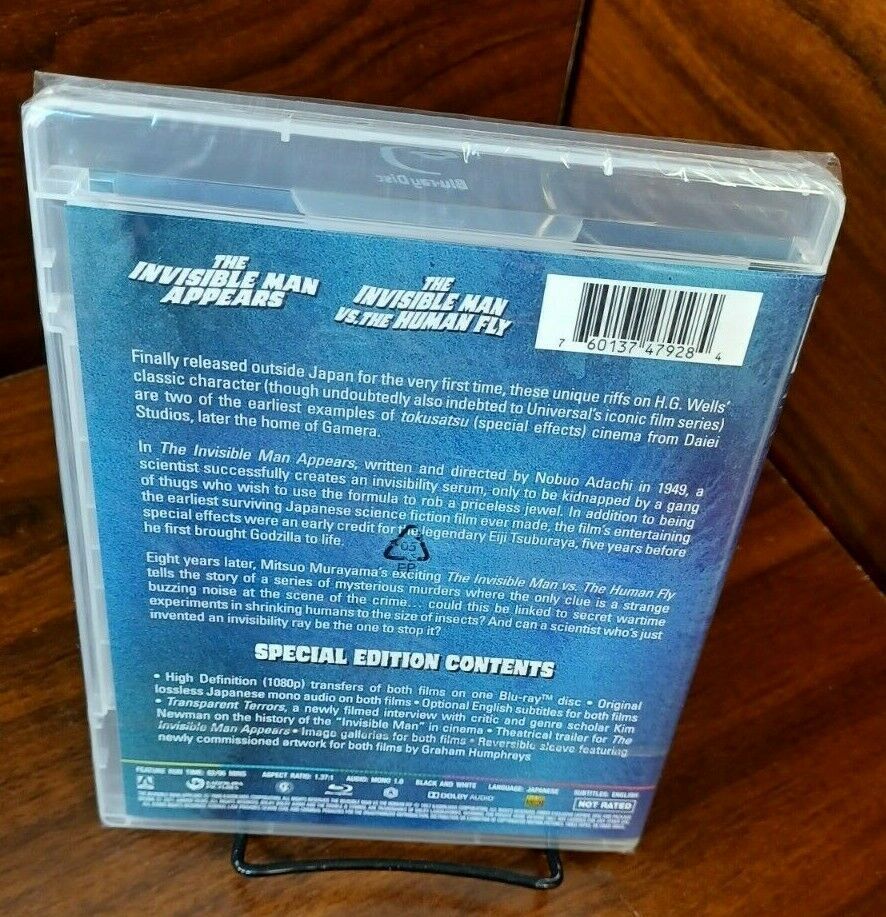 Blu-ray Disc
THE
INVISIBLE MAN
APPEARS
THE
INVISIBLE MAN
VS. THE HUMAN FLY
7 60137 47928 4
Finally released outside Japan for the very first time, these unique riffs on H.G. Wells'
classic character (though undoubtedly also indebted to Universal's iconic film series)
are two of the earliest examples of tokusatsu (special effects) cinema from Daiei
Studios, later the home of Gamera.
In The Invisible Man Appears, written and directed by Nobuo Adachi in 1949, a
scientist successfully creates an invisibility serum, only to be kidnapped by a gang
of thugs who wish to use the formula to rob a priceless jewel. In addition to being
the earliest surviving Japanese science fiction film ever made, the film's entertaining
special effects were an early credit for the legendary Eiji Tsuburaya, five years before
he first brought Godzilla to life.
Eight years later, Mitsuo Murayama's exciting The Invisible Man vs. The Human Fly
tells the story of a series of mysterious murders where the only clue is a strange
buzzing noise at the scene of the crime... could this be linked to secret wartime
experiments in shrinking humans to the size of insects? And can a scientist who's just
invented an invisibility ray be the one to stop it?
SPECIAL EDITION CONTENTS
• High Definition (1080p) transfers of both films on one Blu-ray™ disc • Original
lossless Japanese mono audio on both films • Optional English subtitles for both films
• Transparent Terrors, a newly filmed interview with critic and genre scholar Kim
Newman on the history of the "Invisible Man" in cinema • Theatrical trailer for The
Invisible Man Appears • Image galleries for both films • Reversible sleeve featuring
newly commissioned artwork for both films by Graham Humphreys
FEATURE RUN TIME: MINS ASPECT RATIO: 1.37:1 AUDIO: MONO 1.0 BLACK AND WHITE LANGUAGE: JAPANESE SUBTITLES: ENGLISH
DOLBY AUDIO NOT RATED